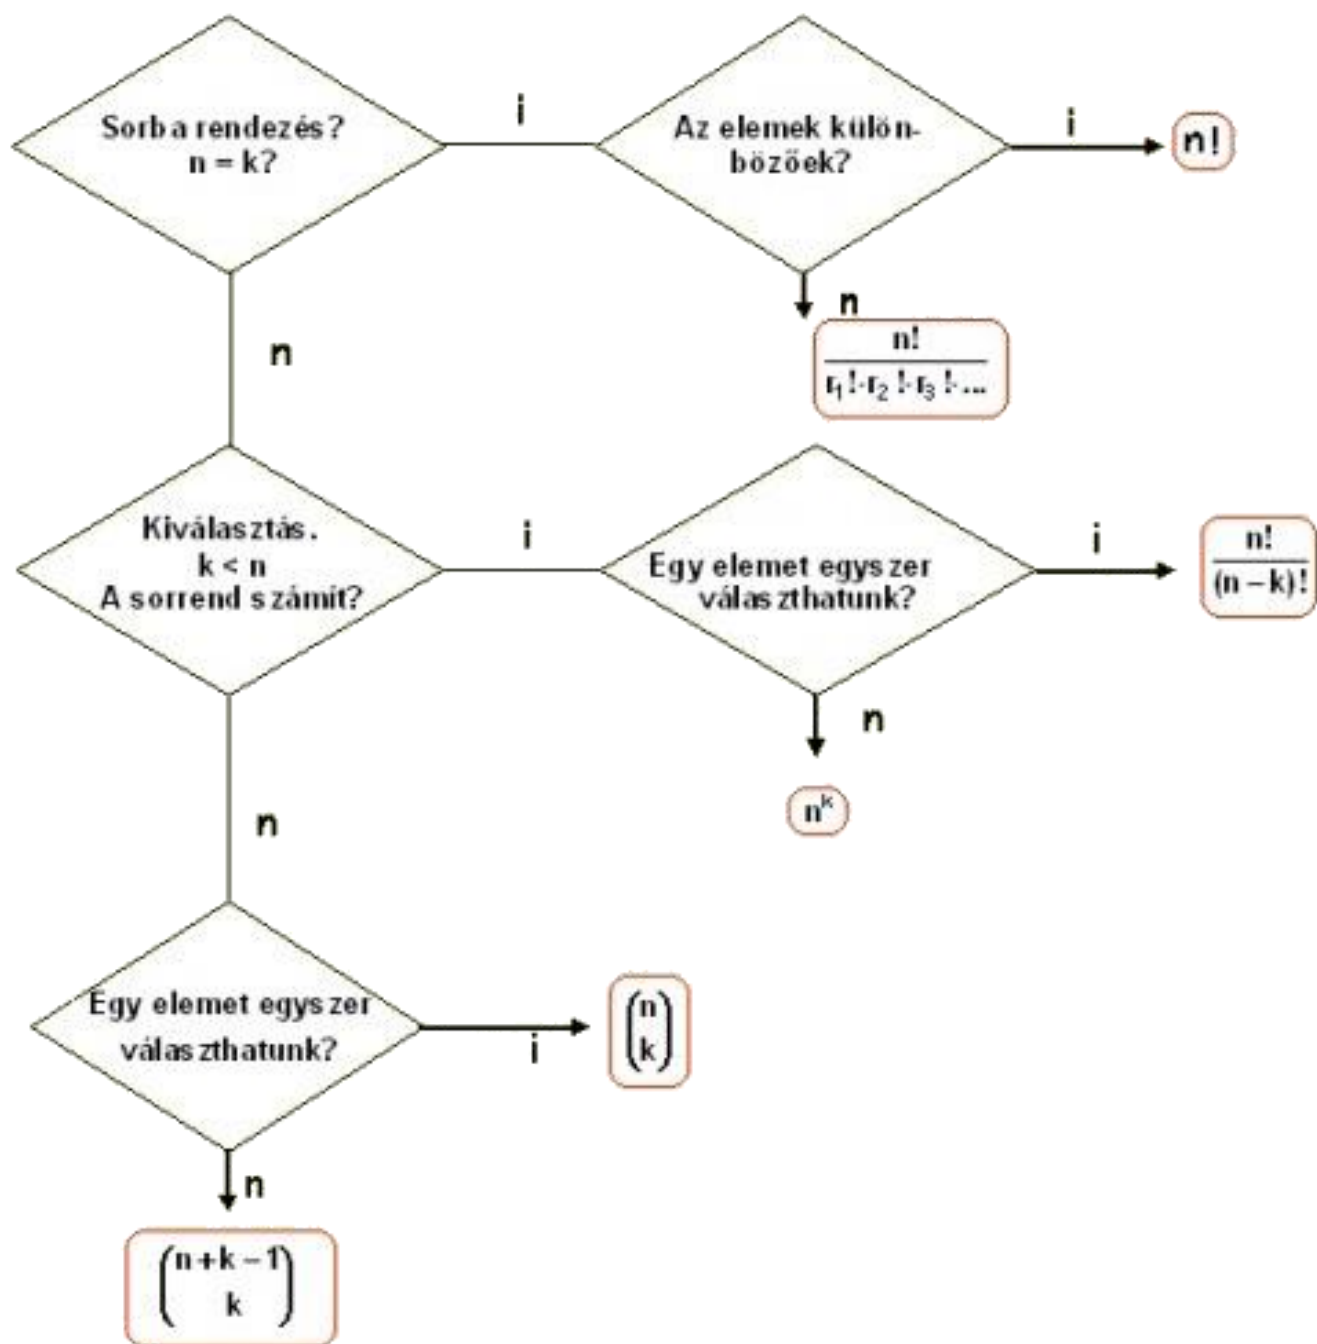 Sorba rendezés?
n = k?
i
Az elemek külön-
bözőek?
i
n!
n
n!
r₁!·r₂!·r₃!·...
n
Kiválasztás.
k < n
A sorrend számít?
i
Egy elemet egyszer
választhatunk?
i
n!
(n – k)!
n
nᵏ
n
Egy elemet egyszer
választhatunk?
i
(n
k)
n
(n + k – 1
k)